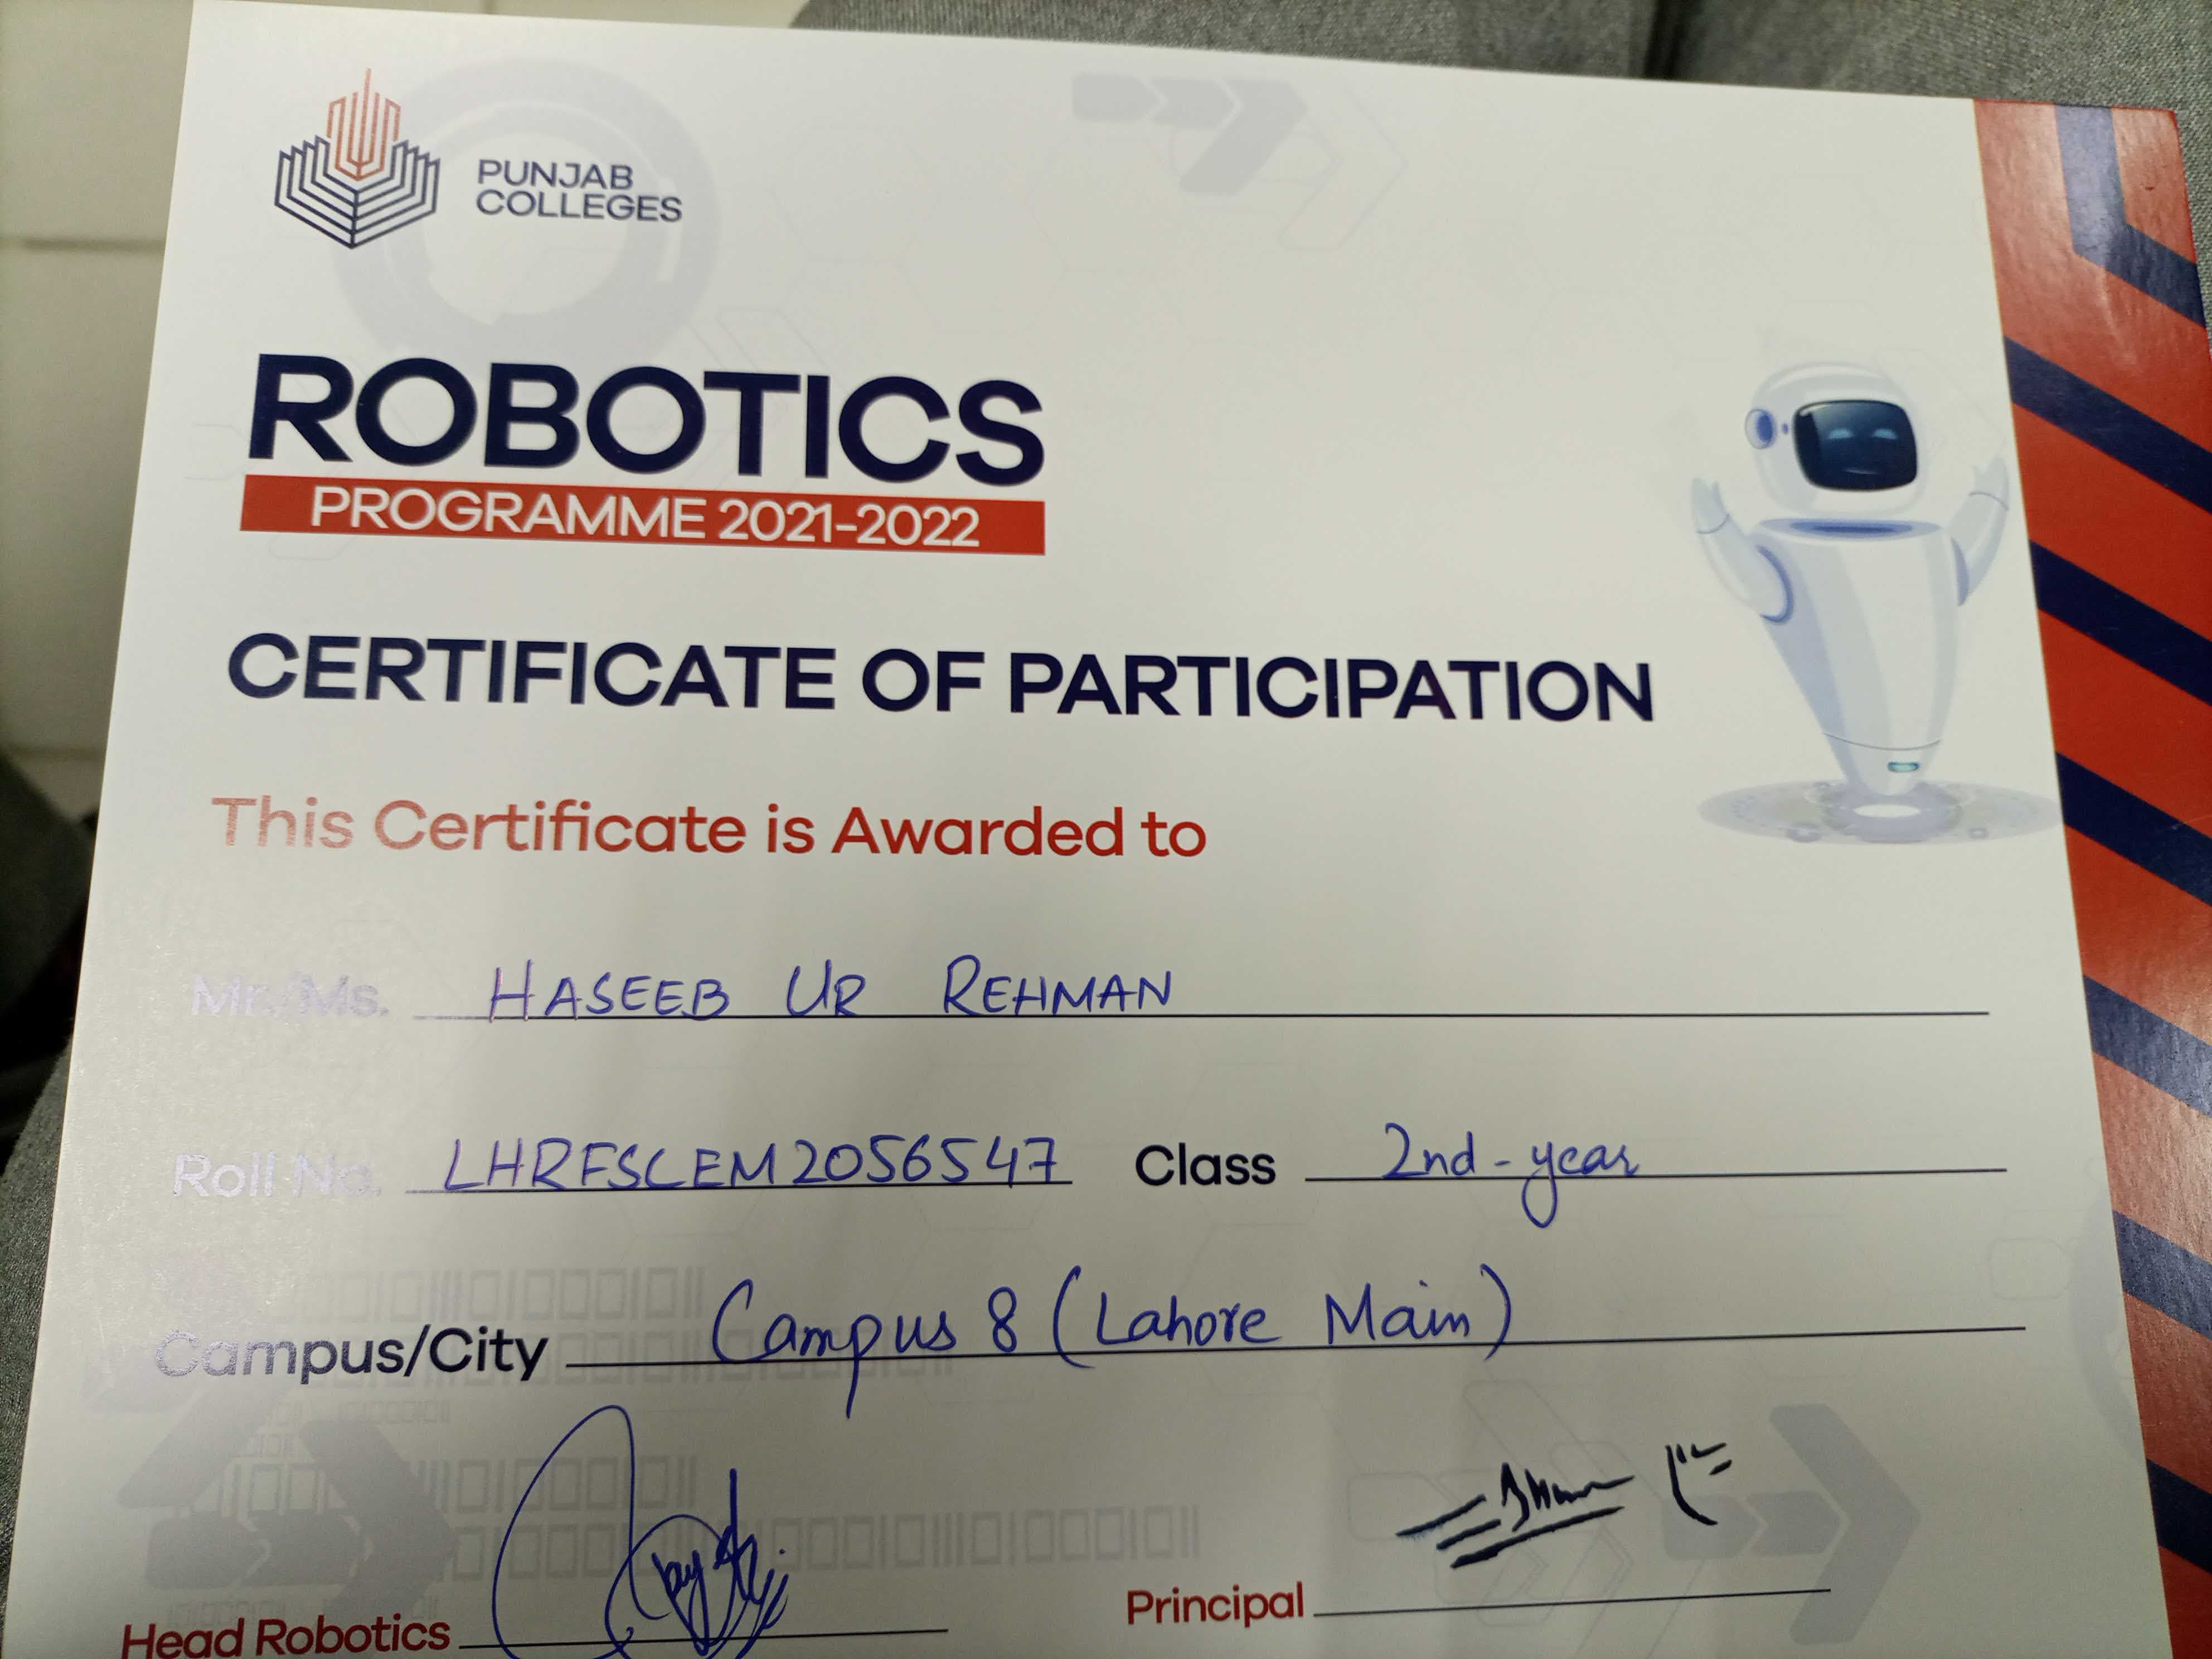 PUNJAB
COLLEGES
ROBOTICS
PROGRAMME 2021-2022
CERTIFICATE OF PARTICIPATION
This Certificate is Awarded to
Mr./Ms. HASEEB UR REHMAN
Roll No. LHRFSCEM2056547 Class 2nd-year
Campus/City Campus 8 (Lahore Main)
Head Robotics
Principal